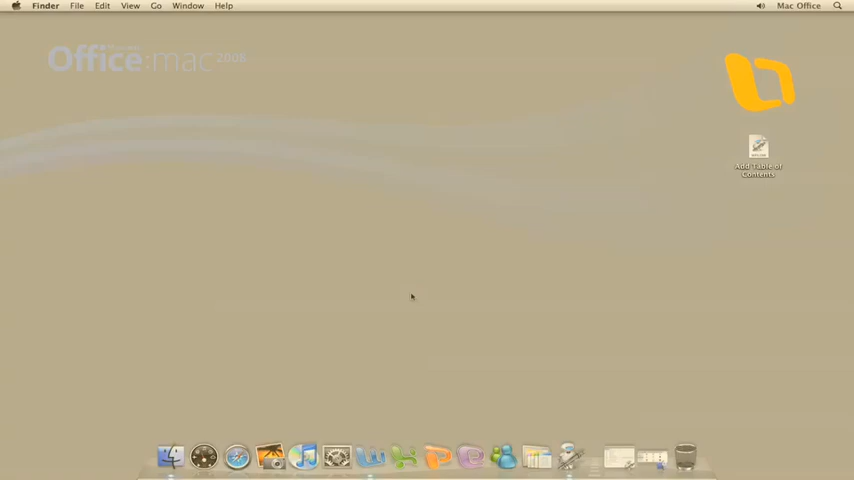 Finder File Edit View Go Window Help Mac Office
Office:mac 2008
Add Table of
Contents